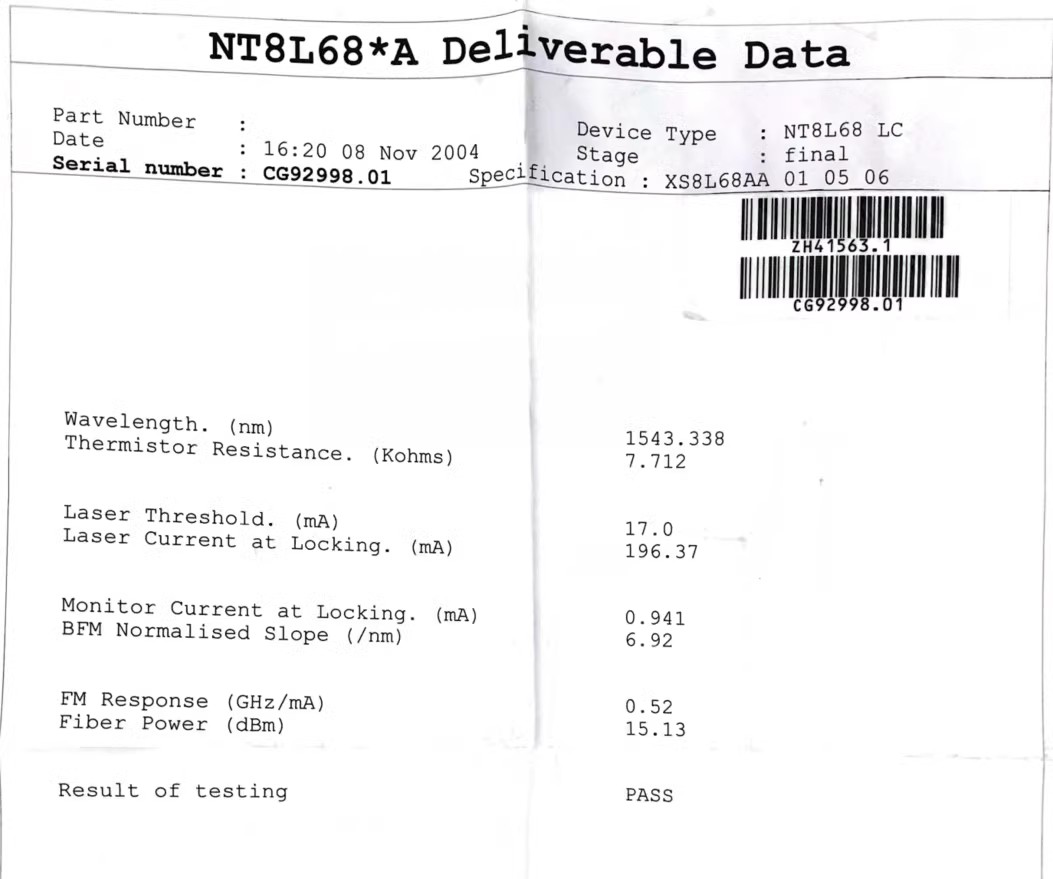 NT8L68*A Deliverable Data
Part Number :
Device Type : NT8L68 LC
Date : 16:20 08 Nov 2004
Stage : final
Serial number : CG92998.01
Specification : XS8L68AA 01 05 06
ZH41563.1
CG92998.01
Wavelength. (nm) 1543.338
Thermistor Resistance. (Kohms) 7.712
Laser Threshold. (mA) 17.0
Laser Current at Locking. (mA) 196.37
Monitor Current at Locking. (mA) 0.941
BFM Normalised Slope (/nm) 6.92
FM Response (GHz/mA) 0.52
Fiber Power (dBm) 15.13
Result of testing PASS